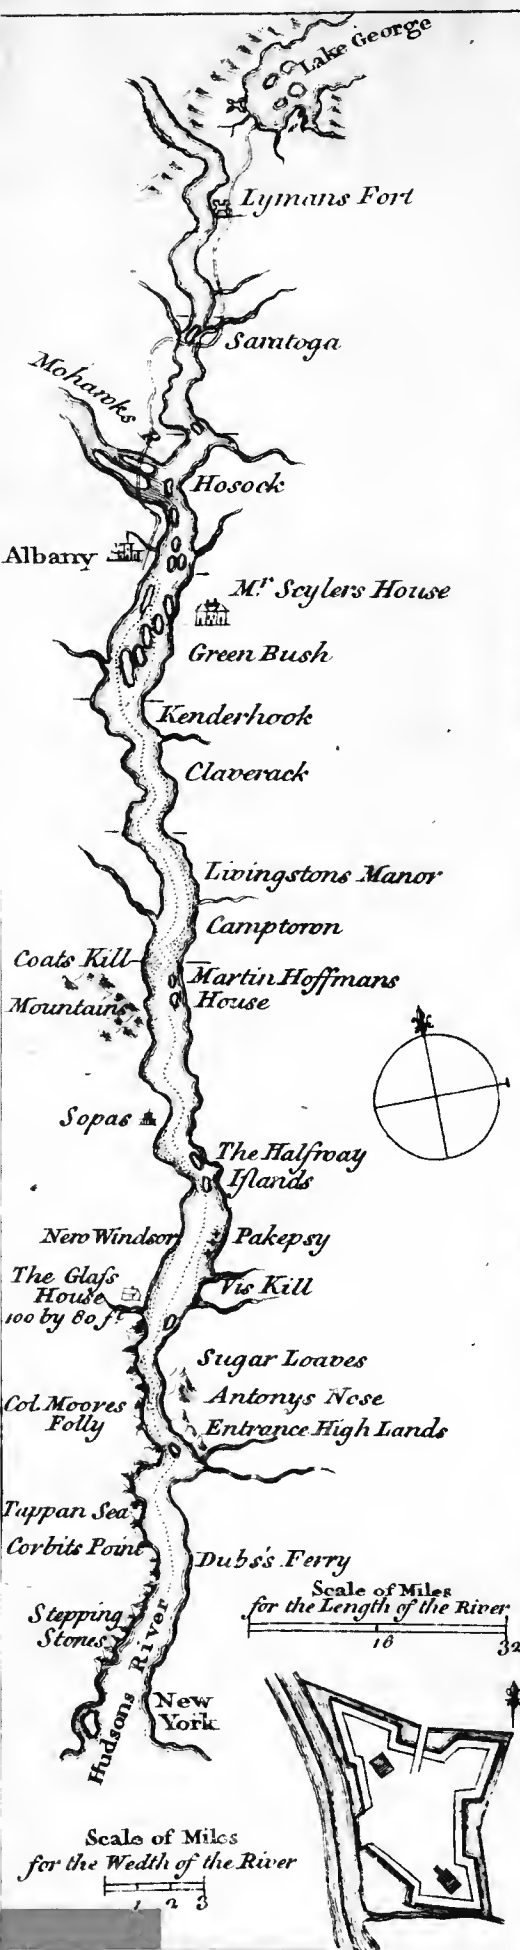 Lake George
Lymans Fort
Saratoga
Mohawks R
Hosock
Albany
Mr Scylers House
Green Bush
Kenderhook
Claverack
Livingstons Manor
Camptown
Coats Kill
Martin Hoffmans
House
Mountains
Sopas
The Halfway
Iſlands
New Windsor
Pakepsy
The Glaſs
House
100 by 80 ft
Vis Kill
Sugar Loaves
Antonys Nose
Col. Moores
Folly
Entrance High Lands
Tappan Sea
Corbits Point
Dubs's Ferry
Scale of Miles
for the Length of the River
16 32
Stepping
Stones
Hudsons River
New
York
Scale of Miles
for the Wedth of the River
1 2 3